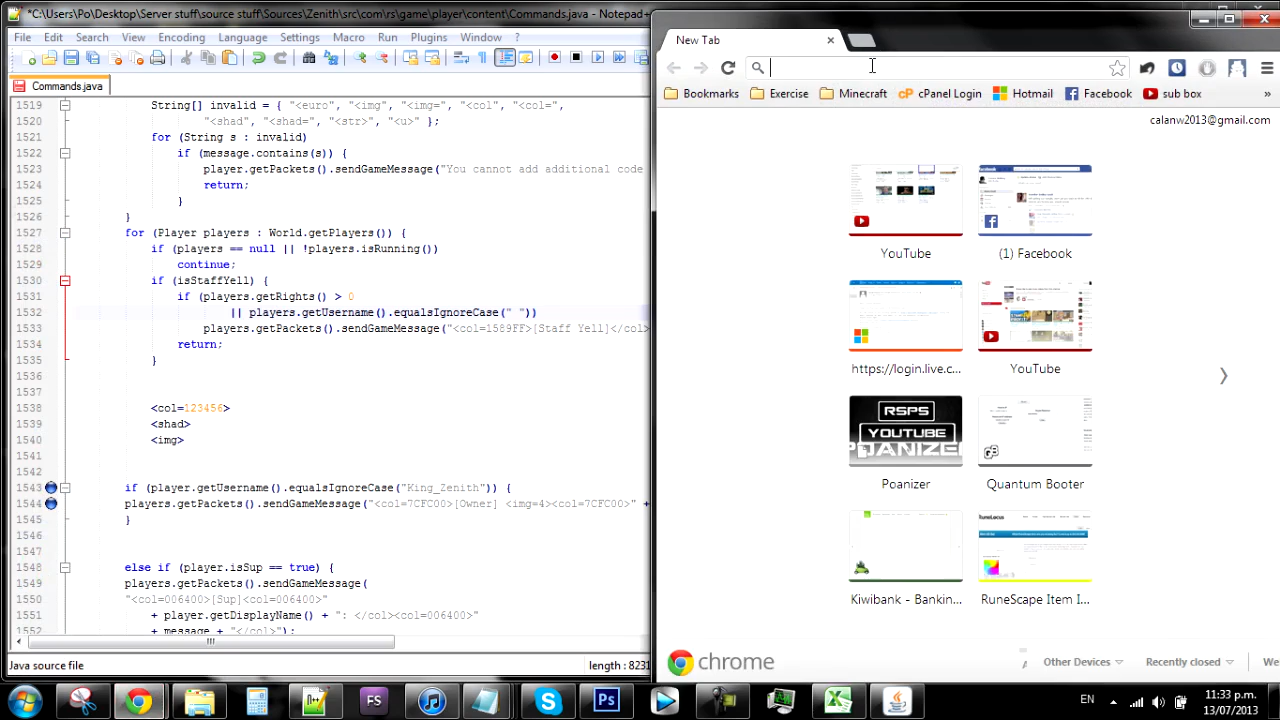 *C:\Users\Po\Desktop\Server stuff\stuff\Sources\Zenith\src\com\rs\game\player\content\Commands.java - Notepad+
File Edit Search View Encoding Language Settings Macro Run Plugins Window
Commands.java
1519 String[] invalid = { "<euro", "<img", "<img=", "<col", "<col=",
1520 "<shad", "<shad=", "<str>", "<u>" };
1521 for (String s : invalid)
1522 if (message.contains(s)) {
1523 player.getPackets().sendGameMessage("You cannot add additional code
1524 return;
1525 }
1526 }
1527 for (Player players : World.getPlayers()) {
1528 if (players == null || !players.isRunning())
1529 continue;
1530 if (isStaffYell) {
1531 if (players.getRights()
1532 || player.getUsername().equalsIgnoreCase(" "))
1533 players.getPackets().sendGameMessage("<col=1589FF>[Staff Yell]</col>
1534 return;
1535
1536
1537
1538 <col=123456>
1539
1540 <img>
1541
1542
1543 if (player.getUsername().equalsIgnoreCase("King_Zenith")) {
1544 players.getPackets().sendGameMessage("<col=7CFC00>[Owner] <img=4><col=7CFC00>" +
1545 }
1546
1547
1548 else if (player.isSup == true) {
1549 players.getPackets().sendGameMessage(
1550 "<col=006400>[Sup]<col=006400>"
1551 + player.getDisplayName() + ": </col><col=006400>"
1552 + message + "</col>");
Java source file
length : 8231
New Tab
Bookmarks Exercise Minecraft cPanel Login Hotmail Facebook sub box »
calanw2013@gmail.com
YouTube
(1) Facebook
https://login.live.c...
YouTube
RSPS
YOUTUBE
POANIZER
Poanizer
Quantum Booter
Kiwibank - Bankin...
RuneLocus
RuneScape Item I...
chrome
Other Devices
Recently closed
We
EN
11:33 p.m.
13/07/2013